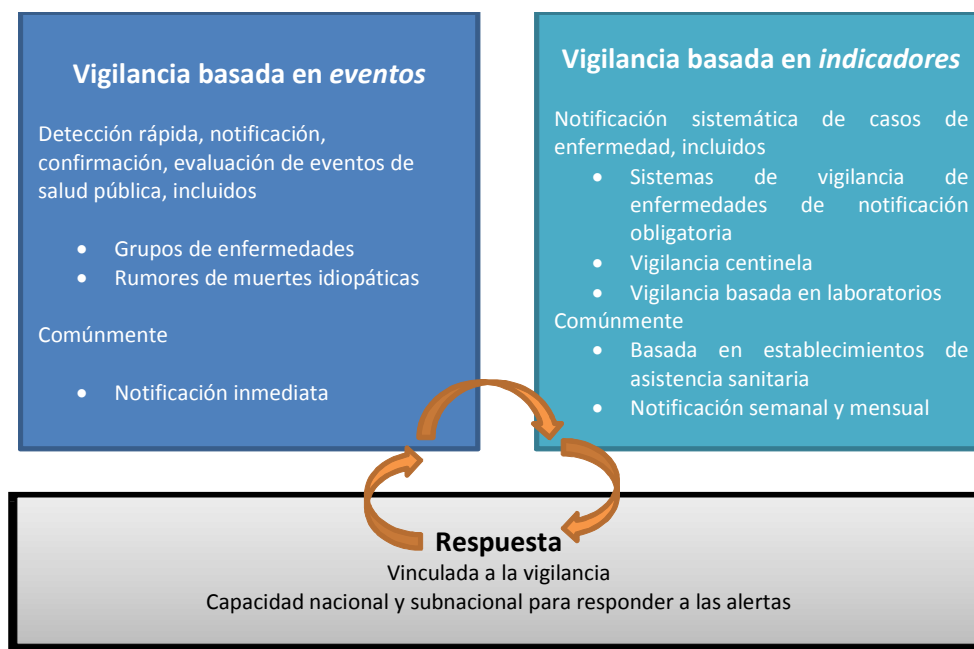 Vigilancia basada en eventos
Detección rápida, notificación,
confirmación, evaluación de eventos de
salud pública, incluidos
• Grupos de enfermedades
• Rumores de muertes idiopáticas
Comúnmente
• Notificación inmediata
Vigilancia basada en indicadores
Notificación sistemática de casos de
enfermedad, incluidos
• Sistemas de vigilancia de
enfermedades de notificación
obligatoria
• Vigilancia centinela
• Vigilancia basada en laboratorios
Comúnmente
• Basada en establecimientos de
asistencia sanitaria
• Notificación semanal y mensual
Respuesta
Vinculada a la vigilancia
Capacidad nacional y subnacional para responder a las alertas